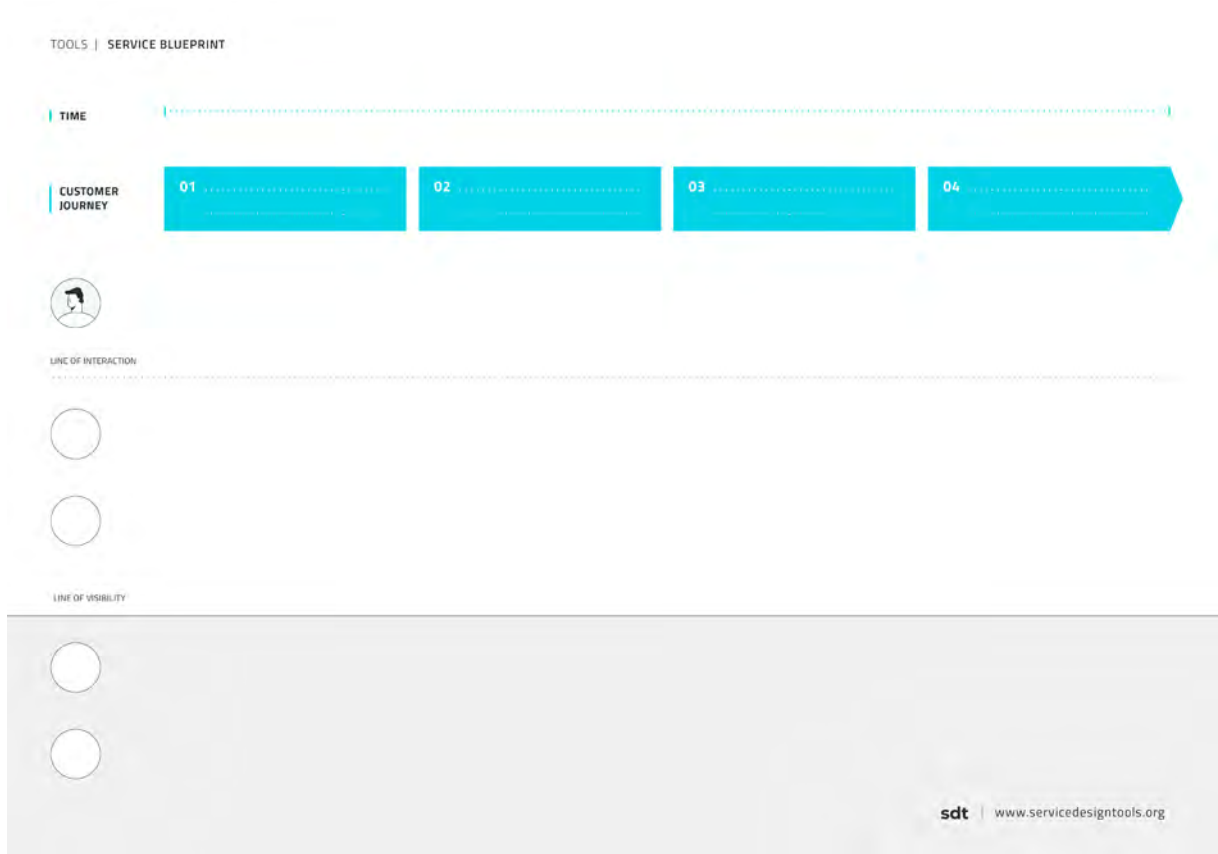 TOOLS | SERVICE BLUEPRINT
TIME
CUSTOMER
JOURNEY
01
02
03
04
LINE OF INTERACTION
LINE OF VISIBILITY
sdt | www.servicedesigntools.org